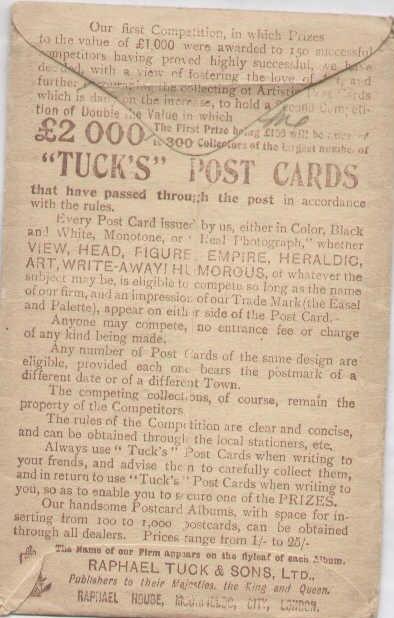 Our first Competition, in which Prizes
to the value of £1,000 were awarded to 150 successful
competitors having proved highly successful, we have
decided, with a view of fostering the love of Art, and
further encouraging the collecting of Artistic Post Cards
which is daily on the increase, to hold a Second Competi-
tion of Double the Value in which
£2 000 The First Prize being £100 will be
to 300 Collectors of the largest number of
"TUCK'S" POST CARDS
that have passed through the post in accordance
with the rules.
Every Post Card issued by us, either in Color, Black
and White, Monotone, or "Real Photograph," whether
VIEW, HEAD, FIGURE, EMPIRE, HERALDIC,
ART, WRITE-AWAY! HUMOROUS, of whatever the
subject may be, is eligible to compete so long as the name
of our firm, and an impression of our Trade Mark (the Easel
and Palette), appear on either side of the Post Card.-
Anyone may compete, no entrance fee or charge
of any kind being made.
Any number of Post Cards of the same design are
eligible, provided each one bears the postmark of a
different date or of a different Town.
The competing collections, of course, remain the
property of the Competitors
The rules of the Competition are clear and concise,
and can be obtained through the local stationers, etc.
Always use "Tuck's" Post Cards when writing to
your frends, and advise them to carefully collect them,
and in return to use "Tuck's" Post Cards when writing to
you, so as to enable you to secure one of the PRIZES.
Our handsome Postcard Albums, with space for in-
serting from 100 to 1,000 postcards, can be obtained
through all dealers. Prices range from 1/- to 25/-
The Name of our Firm appears on the flyleaf of each Album.
RAPHAEL TUCK & SONS, LTD.,
Publishers to their Majesties, the King and Queen.
RAPHAEL HOUSE, MOORFIELDS, CITY, LONDON.